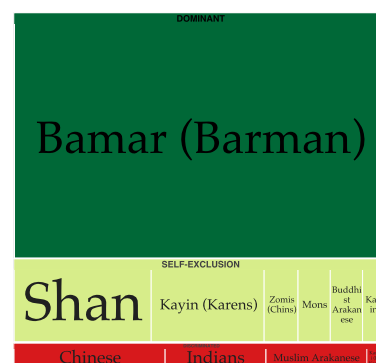 DOMINANT
Bamar (Barman)
SELF-EXCLUSION
Shan
Kayin (Karens)
Zomis
(Chins)
Mons
Buddhi
st
Arakan
ese
Chinese
Indians
Muslim Arakanese